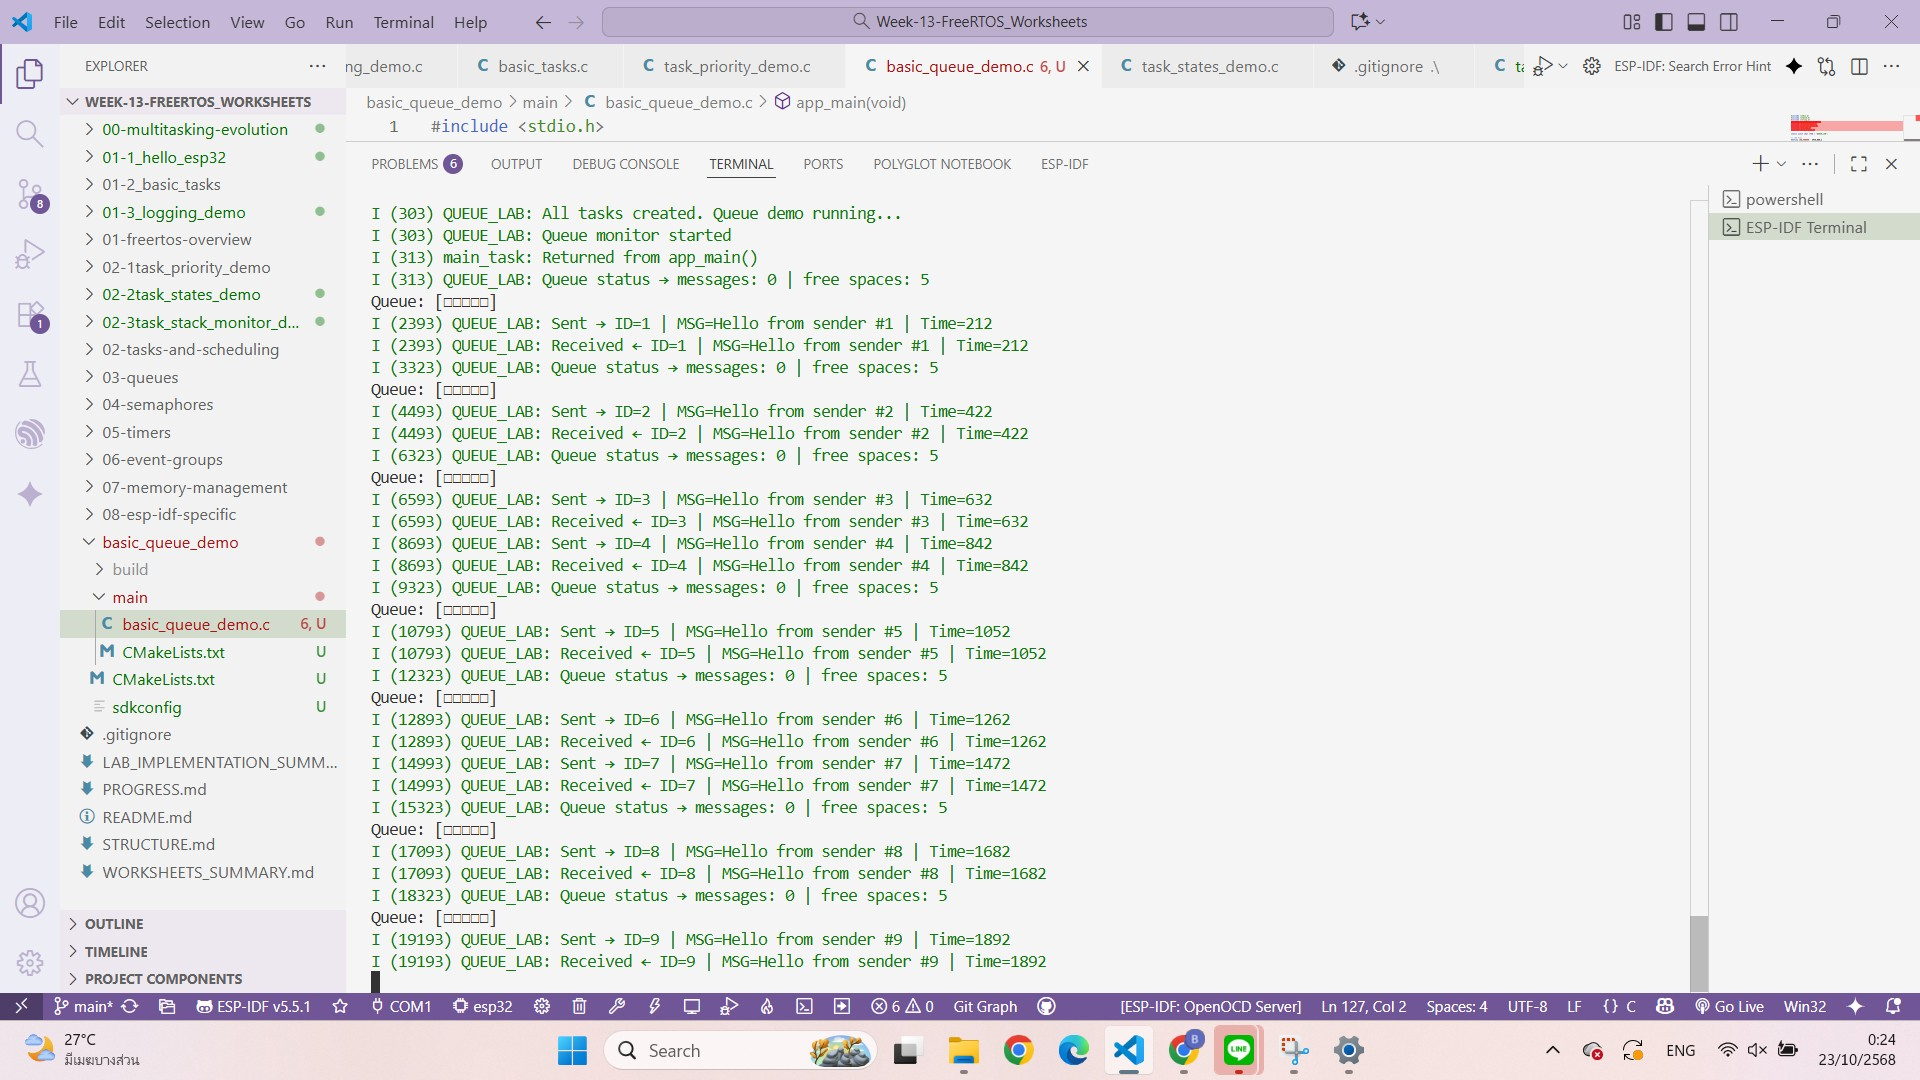 File Edit Selection View Go Run Terminal Help
Week-13-FreeRTOS_Worksheets
EXPLORER
ng_demo.c basic_tasks.c task_priority_demo.c basic_queue_demo.c 6, U task_states_demo.c .gitignore .\ ta ESP-IDF: Search Error Hint
basic_queue_demo > main > C basic_queue_demo.c > app_main(void)
1 #include <stdio.h>
WEEK-13-FREERTOS_WORKSHEETS
00-multitasking-evolution
01-1_hello_esp32
01-2_basic_tasks
01-3_logging_demo
01-freertos-overview
02-1task_priority_demo
02-2task_states_demo
02-3task_stack_monitor_d...
02-tasks-and-scheduling
03-queues
04-semaphores
05-timers
06-event-groups
07-memory-management
08-esp-idf-specific
basic_queue_demo
build
main
C basic_queue_demo.c 6, U
M CMakeLists.txt U
M CMakeLists.txt U
sdkconfig U
.gitignore
LAB_IMPLEMENTATION_SUMM...
PROGRESS.md
README.md
STRUCTURE.md
WORKSHEETS_SUMMARY.md
OUTLINE
TIMELINE
PROJECT COMPONENTS
8
1
PROBLEMS 6 OUTPUT DEBUG CONSOLE TERMINAL PORTS POLYGLOT NOTEBOOK ESP-IDF
I (303) QUEUE_LAB: All tasks created. Queue demo running...
I (303) QUEUE_LAB: Queue monitor started
I (313) main_task: Returned from app_main()
I (313) QUEUE_LAB: Queue status → messages: 0 | free spaces: 5
Queue: [□□□□□]
I (2393) QUEUE_LAB: Sent → ID=1 | MSG=Hello from sender #1 | Time=212
I (2393) QUEUE_LAB: Received ← ID=1 | MSG=Hello from sender #1 | Time=212
I (3323) QUEUE_LAB: Queue status → messages: 0 | free spaces: 5
Queue: [□□□□□]
I (4493) QUEUE_LAB: Sent → ID=2 | MSG=Hello from sender #2 | Time=422
I (4493) QUEUE_LAB: Received ← ID=2 | MSG=Hello from sender #2 | Time=422
I (6323) QUEUE_LAB: Queue status → messages: 0 | free spaces: 5
Queue: [□□□□□]
I (6593) QUEUE_LAB: Sent → ID=3 | MSG=Hello from sender #3 | Time=632
I (6593) QUEUE_LAB: Received ← ID=3 | MSG=Hello from sender #3 | Time=632
I (8693) QUEUE_LAB: Sent → ID=4 | MSG=Hello from sender #4 | Time=842
I (8693) QUEUE_LAB: Received ← ID=4 | MSG=Hello from sender #4 | Time=842
I (9323) QUEUE_LAB: Queue status → messages: 0 | free spaces: 5
Queue: [□□□□□]
I (10793) QUEUE_LAB: Sent → ID=5 | MSG=Hello from sender #5 | Time=1052
I (10793) QUEUE_LAB: Received ← ID=5 | MSG=Hello from sender #5 | Time=1052
I (12323) QUEUE_LAB: Queue status → messages: 0 | free spaces: 5
Queue: [□□□□□]
I (12893) QUEUE_LAB: Sent → ID=6 | MSG=Hello from sender #6 | Time=1262
I (12893) QUEUE_LAB: Received ← ID=6 | MSG=Hello from sender #6 | Time=1262
I (14993) QUEUE_LAB: Sent → ID=7 | MSG=Hello from sender #7 | Time=1472
I (14993) QUEUE_LAB: Received ← ID=7 | MSG=Hello from sender #7 | Time=1472
I (15323) QUEUE_LAB: Queue status → messages: 0 | free spaces: 5
Queue: [□□□□□]
I (17093) QUEUE_LAB: Sent → ID=8 | MSG=Hello from sender #8 | Time=1682
I (17093) QUEUE_LAB: Received ← ID=8 | MSG=Hello from sender #8 | Time=1682
I (18323) QUEUE_LAB: Queue status → messages: 0 | free spaces: 5
Queue: [□□□□□]
I (19193) QUEUE_LAB: Sent → ID=9 | MSG=Hello from sender #9 | Time=1892
I (19193) QUEUE_LAB: Received ← ID=9 | MSG=Hello from sender #9 | Time=1892
powershell
ESP-IDF Terminal
main* ESP-IDF v5.5.1 COM1 esp32 6 0 Git Graph [ESP-IDF: OpenOCD Server] Ln 127, Col 2 Spaces: 4 UTF-8 LF {} C Go Live Win32
27°C
มีเมฆบางส่วน
Search
B
LINE
ENG
0:24
23/10/2568